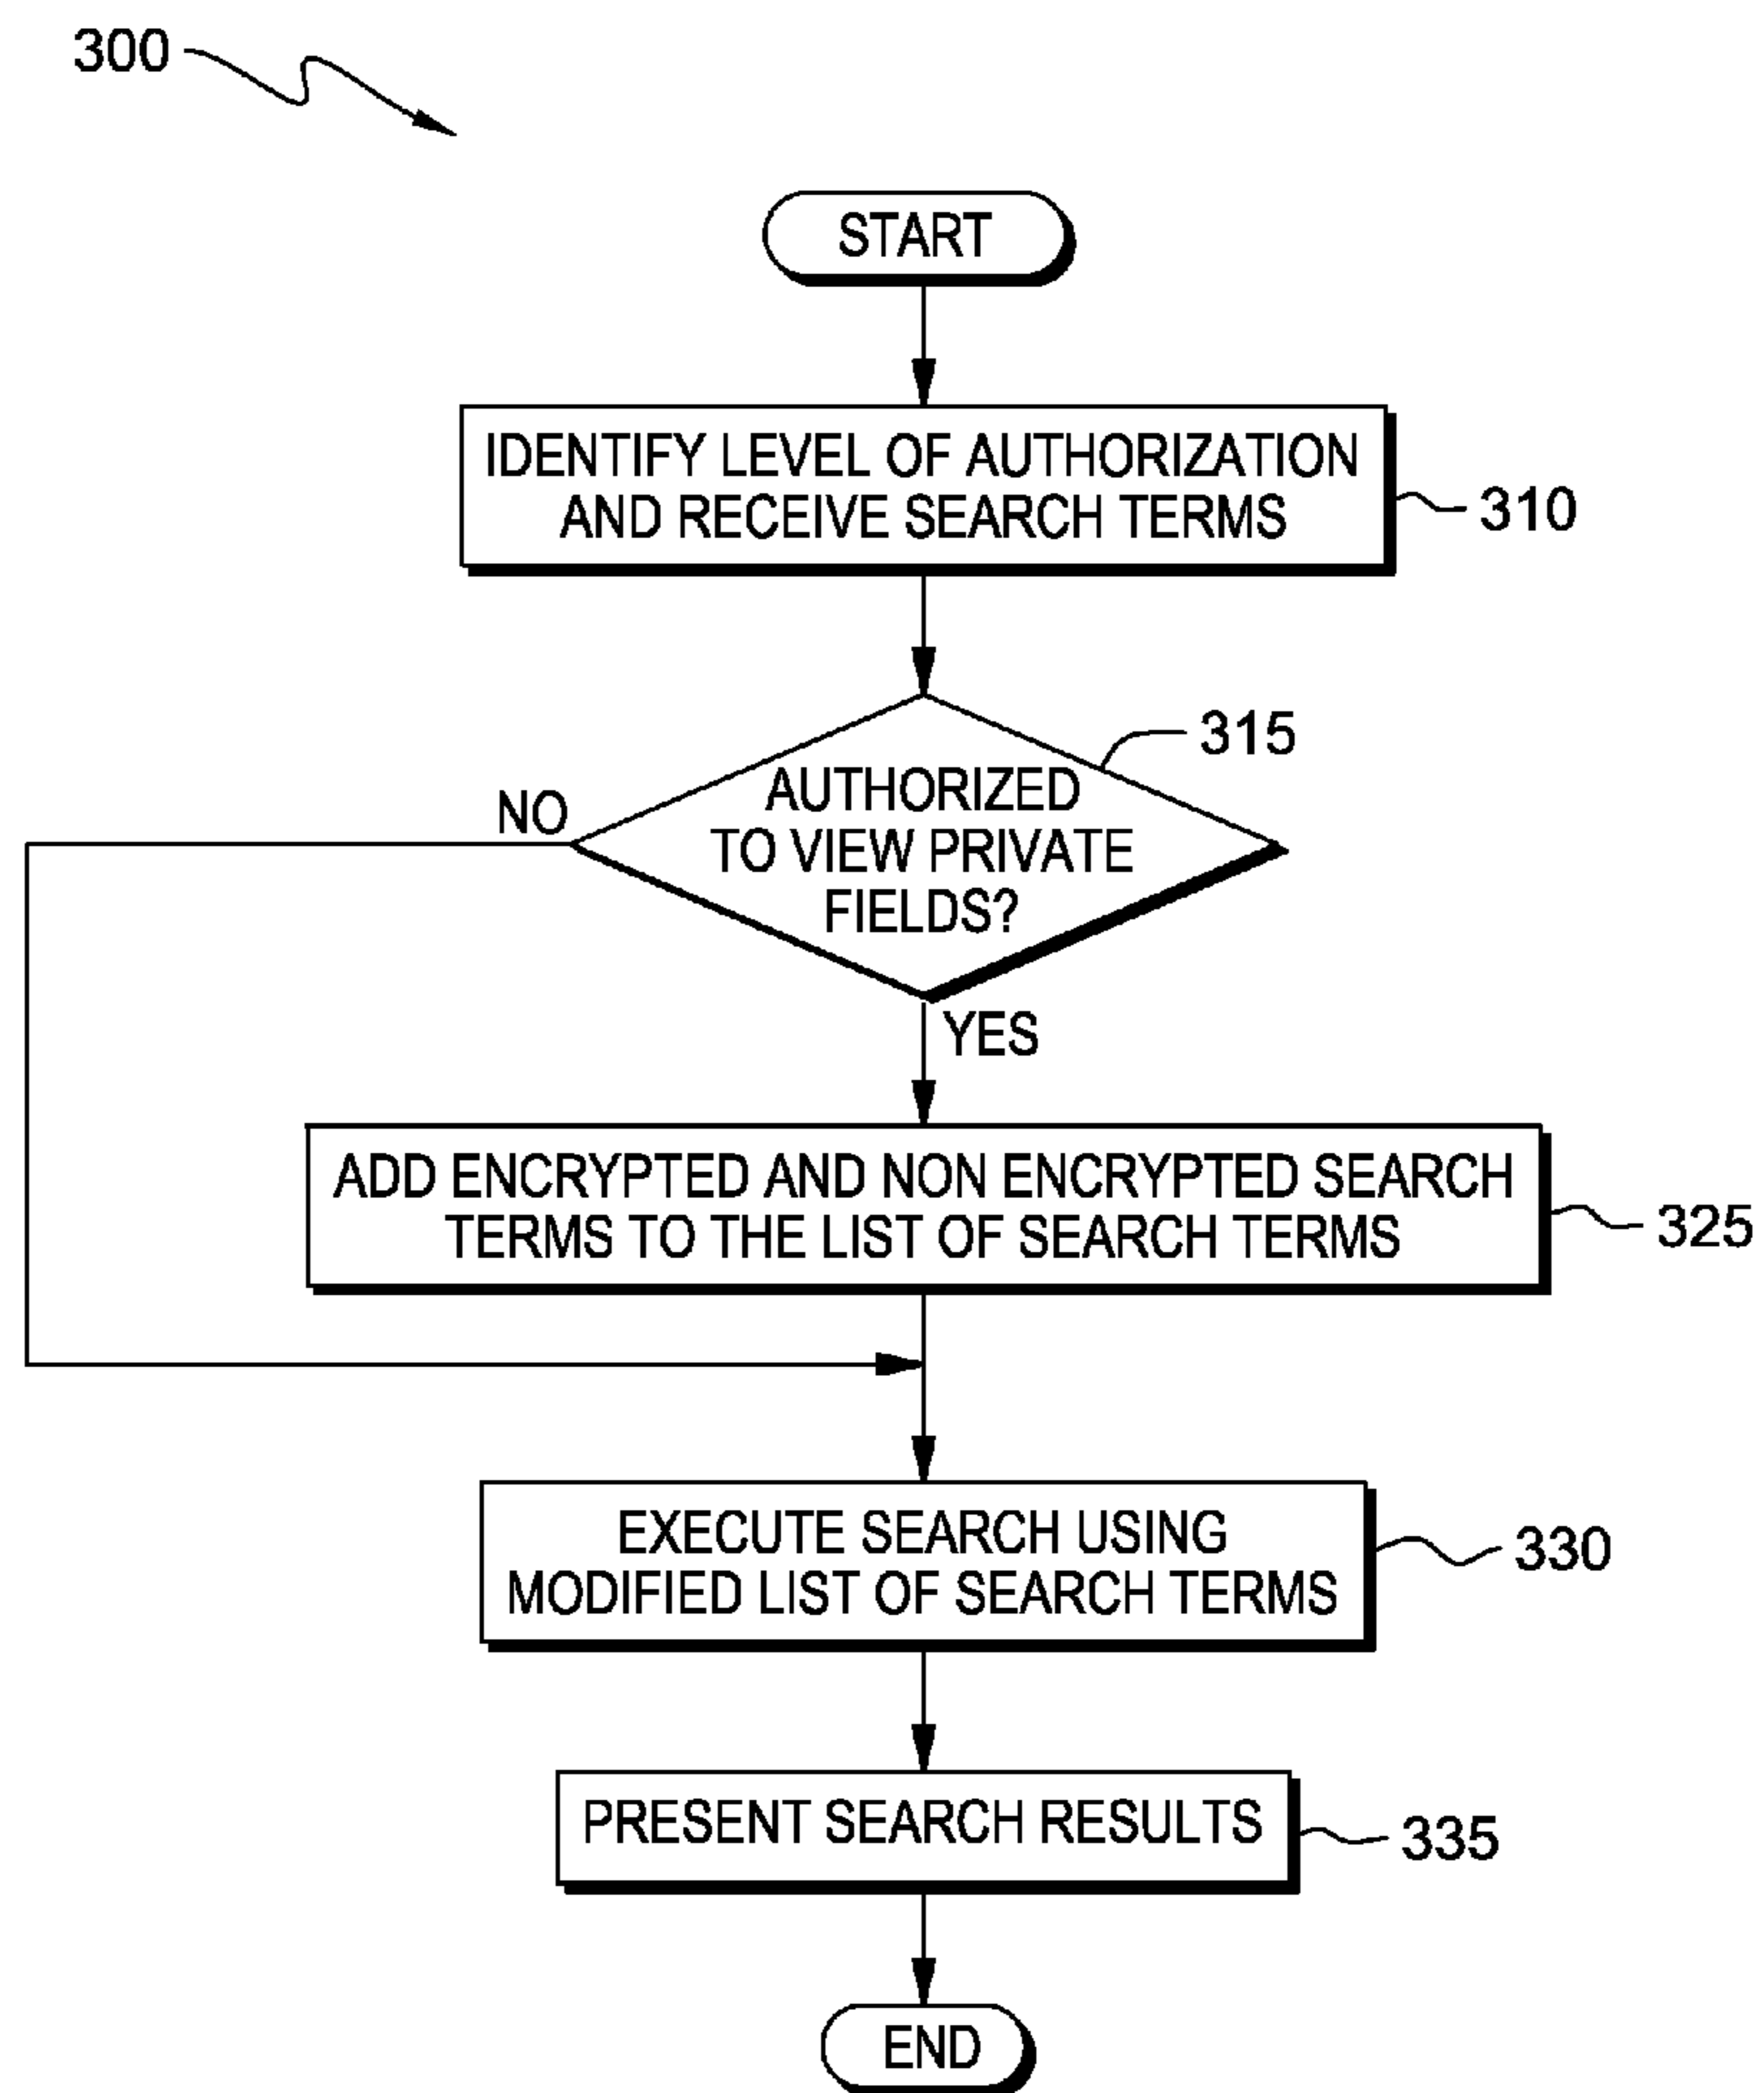 300
START
IDENTIFY LEVEL OF AUTHORIZATION
AND RECEIVE SEARCH TERMS
310
315
AUTHORIZED
TO VIEW PRIVATE
FIELDS?
NO
YES
ADD ENCRYPTED AND NON ENCRYPTED SEARCH
TERMS TO THE LIST OF SEARCH TERMS
325
EXECUTE SEARCH USING
MODIFIED LIST OF SEARCH TERMS
330
PRESENT SEARCH RESULTS
335
END